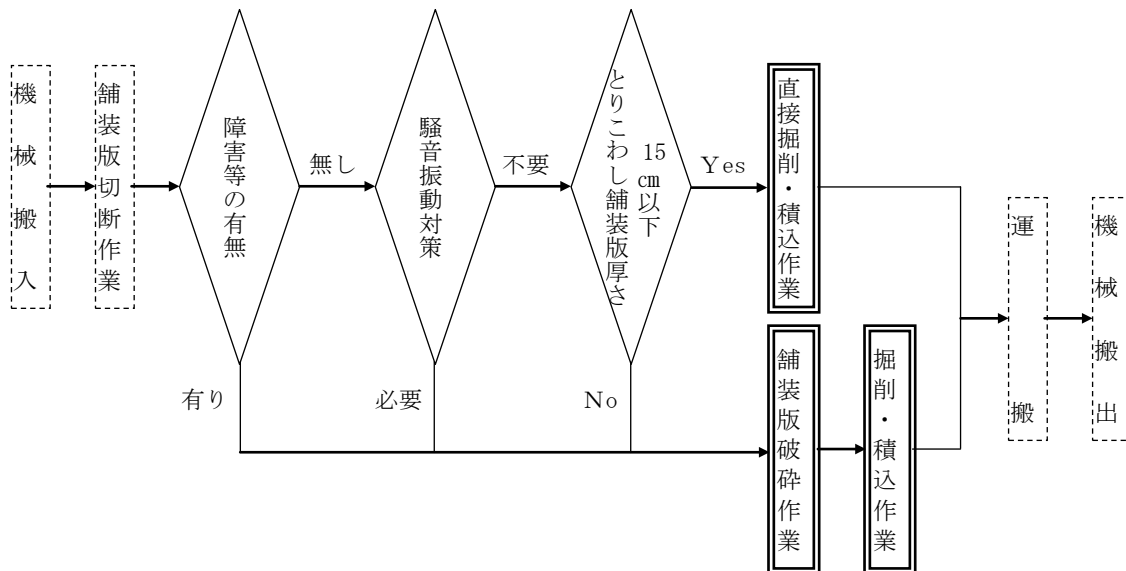 機械搬入
舗装版切断作業
障害等の有無
無し
有り
騒音振動対策
不要
必要
とりこわし舗装版厚さ
15cm以下
Yes
No
直接掘削・積込作業
舗装版破砕作業
掘削・積込作業
運搬
機械搬出